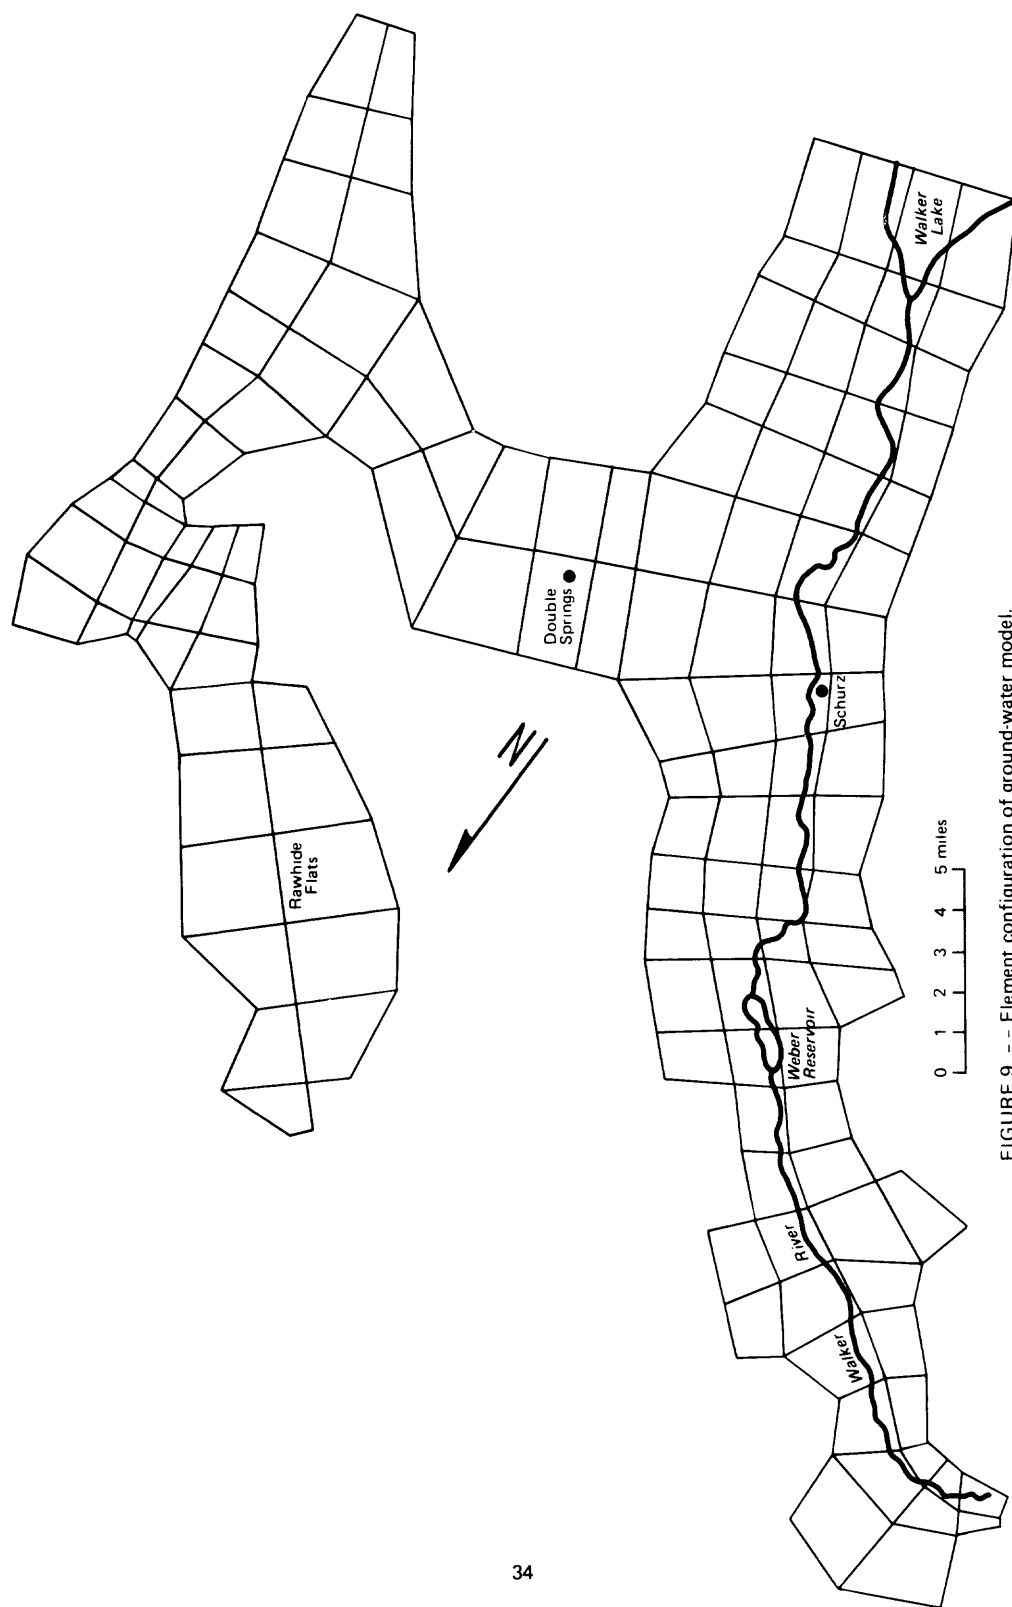 Rawhide
Flats
Double
Springs
N
Walker
Lake
Schurz
Weber
Reservoir
River
Walker
0 1 2 3 4 5 miles
FIGURE 9. -- Element configuration of ground-water model.
34